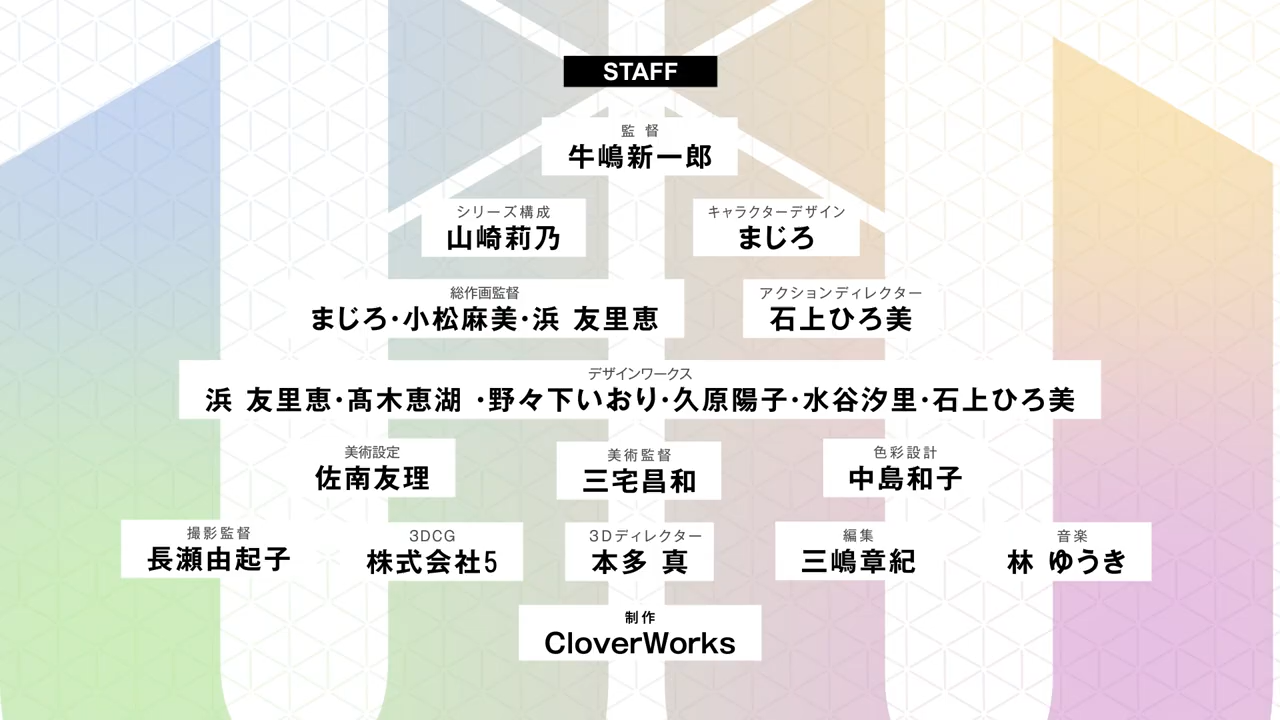 STAFF
監督
牛嶋新一郎
シリーズ構成
山崎莉乃
キャラクターデザイン
まじろ
総作画監督
まじろ・小松麻美・浜 友里恵
アクションディレクター
石上ひろ美
デザインワークス
浜 友里恵・髙木恵湖 ・野々下いおり・久原陽子・水谷汐里・石上ひろ美
美術設定
佐南友理
美術監督
三宅昌和
色彩設計
中島和子
撮影監督
長瀬由起子
3DCG
株式会社5
3Dディレクター
本多 真
編集
三嶋章紀
音楽
林 ゆうき
制作
CloverWorks